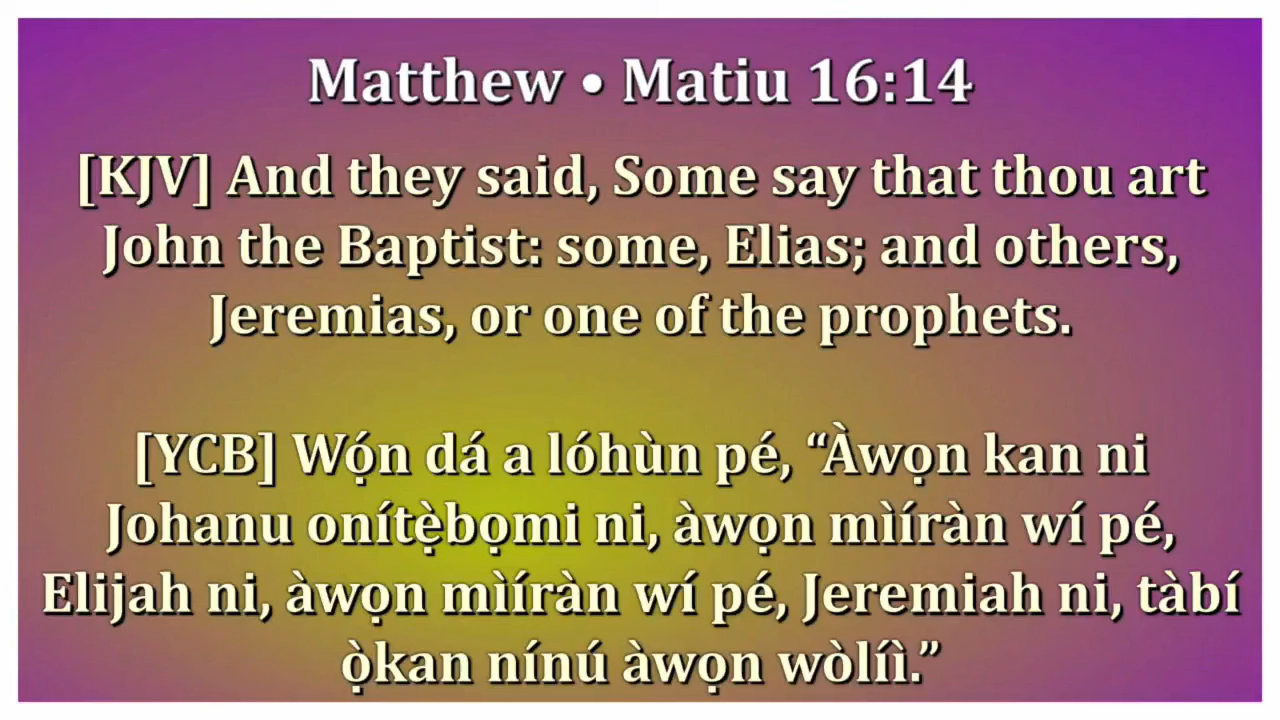 Matthew • Matiu 16:14
[KJV] And they said, Some say that thou art
John the Baptist: some, Elias; and others,
Jeremias, or one of the prophets.
[YCB] Wọ́n dá a lóhùn pé, “Àwọn kan ni
Johanu onítẹ̀bọmi ni, àwọn mìíràn wí pé,
Elijah ni, àwọn mìíràn wí pé, Jeremiah ni, tàbí
ọ̀kan nínú àwọn wòlíì.”